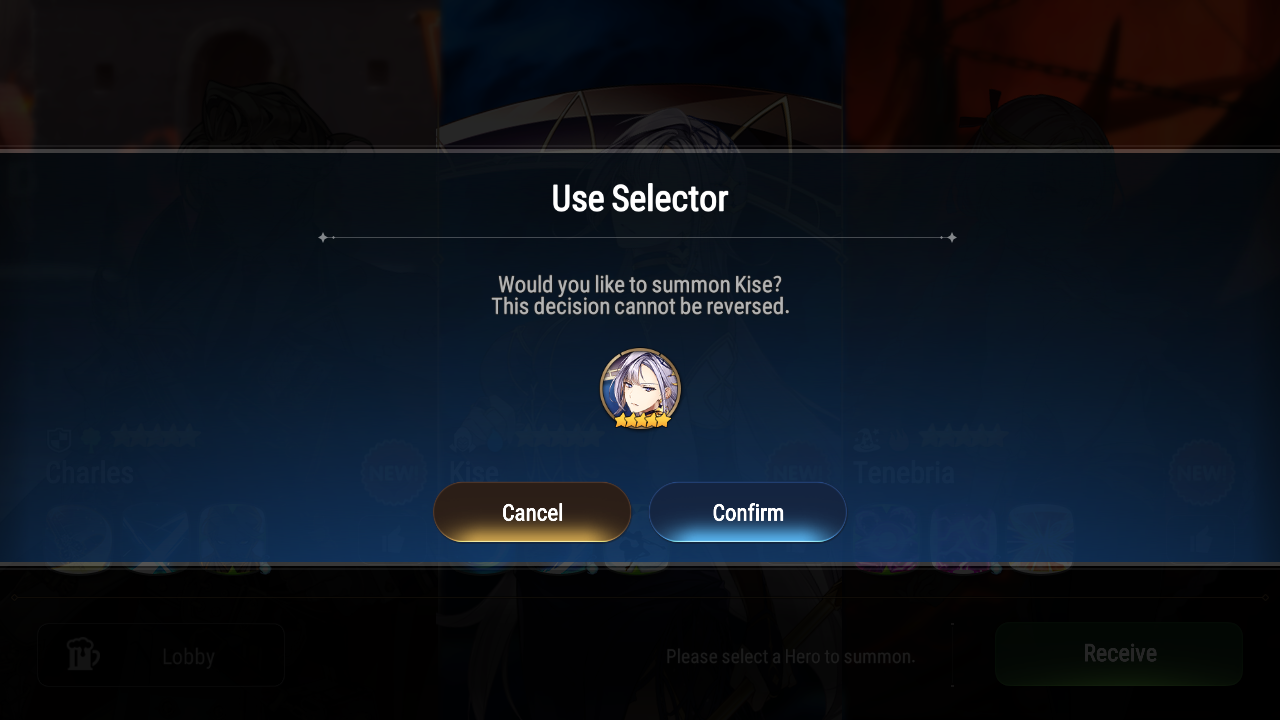 Use Selector
Would you like to summon Kise?
This decision cannot be reversed.
Charles
NEW!
Kise
NEW!
Tenebria
NEW!
Cancel
Confirm
Lobby
Please select a Hero to summon.
Receive